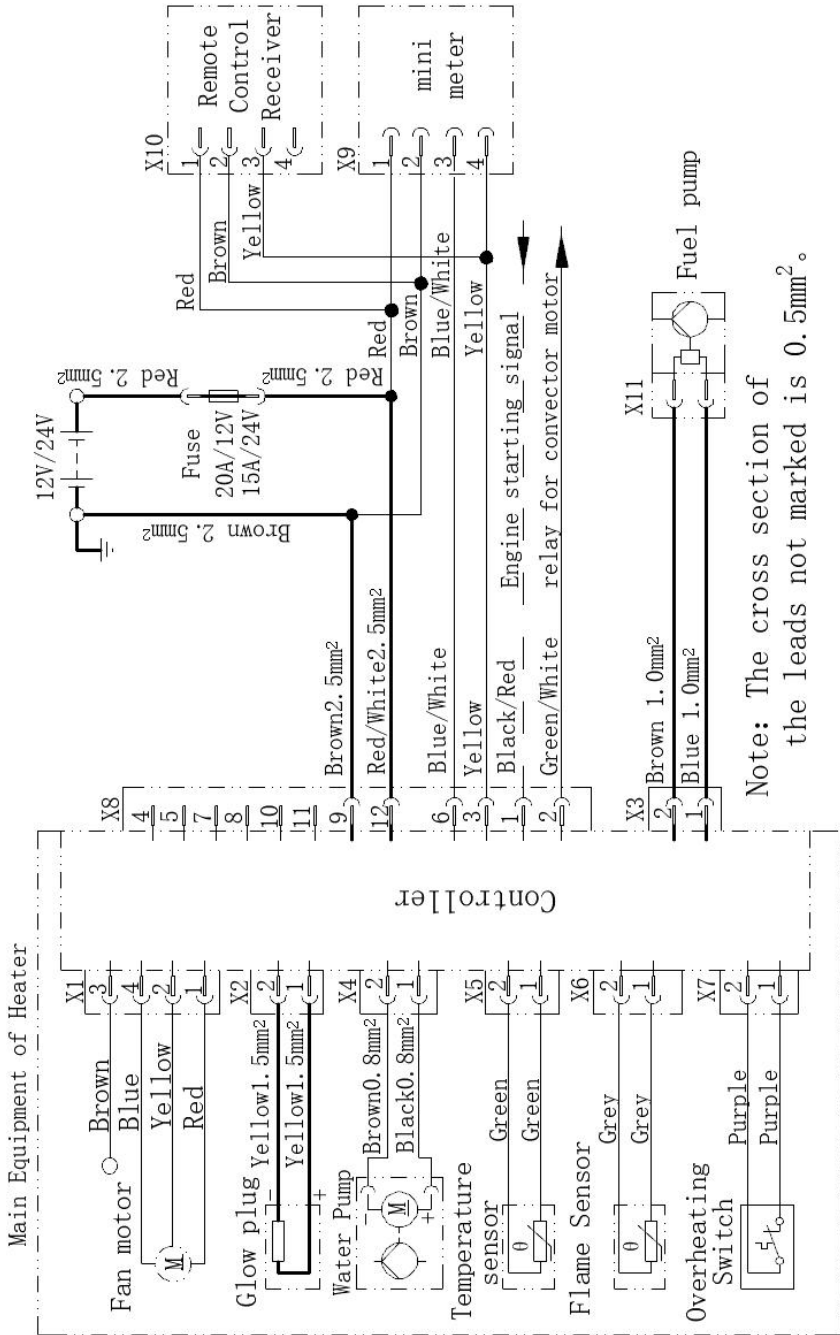 Main Equipment of Heater
Fan motor
Brown
Blue
Yellow
Red
M
X1
3
4
2
1
Glow plug
Yellow1.5mm²
Yellow1.5mm²
-
+
X2
2
1
Water Pump
Brown0.8mm²
Black0.8mm²
-
M
+
X4
2
1
Temperature
sensor
θ
Green
Green
X5
2
1
Flame Sensor
θ
Grey
Grey
X6
2
1
Overheating
Switch
Purple
Purple
X7
2
1
Controller
X8
4
5
7
8
10
11
9
12
6
3
1
2
Brown2.5mm²
Red/White2.5mm²
Blue/White
Yellow
Black/Red
Green/White
Engine starting signal
relay for convector motor
12V/24V
Red 2.5mm²
Fuse
20A/12V
15A/24V
Red 2.5mm²
Brown 2.5mm²
Red
Brown
Yellow
Red
Brown
Blue/White
Yellow
X10
1
2
3
4
Remote
Control
Receiver
X9
1
2
3
4
mini
meter
X3
2
1
Brown 1.0mm²
Blue 1.0mm²
X11
Fuel pump
Note: The cross section of
the leads not marked is 0.5mm²。